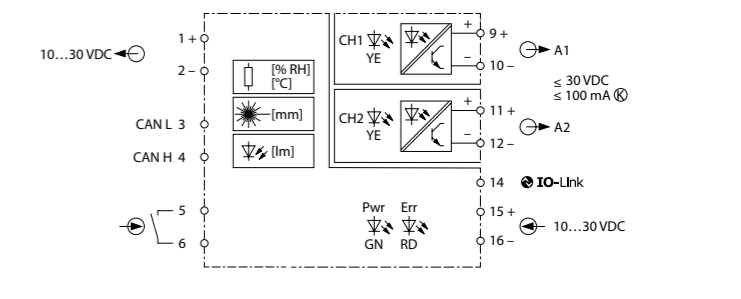 10...30 VDC
1 +
2 –
[% RH]
[°C]
[mm]
[lm]
CAN L 3
CAN H 4
5
6
CH1
YE
+
–
9 +
10 –
A1
≤ 30 VDC
≤ 100 mA Ⓚ
CH2
YE
+
–
11 +
12 –
A2
14 IO-Link
Pwr Err
GN RD
15 +
16 –
10...30 VDC